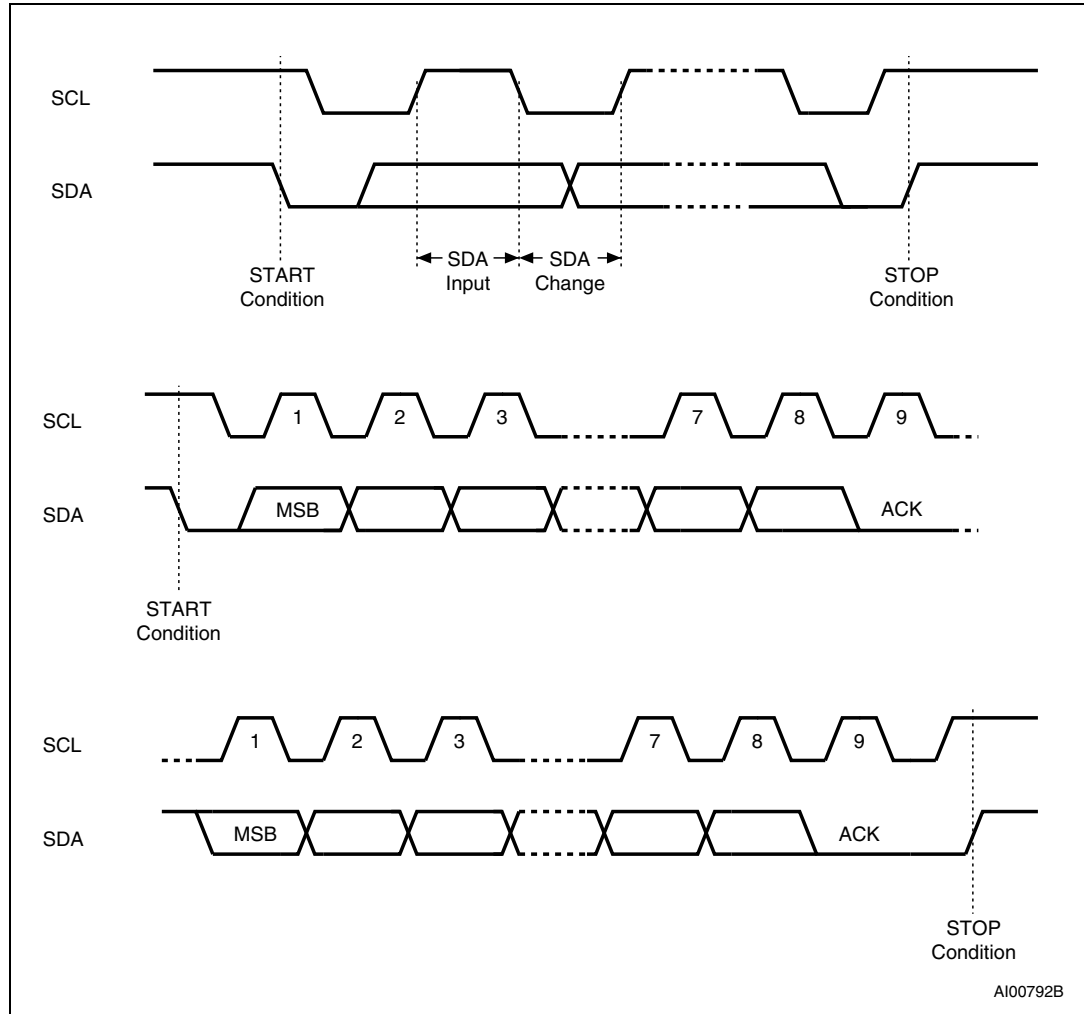 SCL
SDA
SDA
Input
SDA
Change
START
Condition
STOP
Condition
SCL
1
2
3
7
8
9
SDA
MSB
ACK
START
Condition
SCL
1
2
3
7
8
9
SDA
MSB
ACK
STOP
Condition
AI00792B